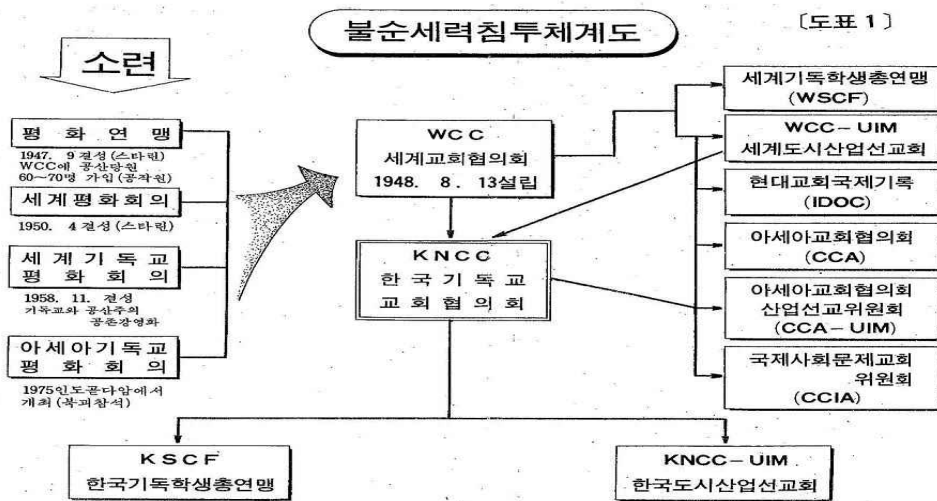 불순세력침투체계도
〔도표 1〕
소련
평 화 연 맹
1947. 9 결성 (스타린)
WCC에 공산당원
60～70명 가입 (공작원)
세계평화회의
1950. 4 결성 (스타린)
세 계 기 독 교
평 화 회 의
1958. 11. 결성
기독교와 공산주의
공존강영화
아세아기독교
평 화 회 의
1975인도콛다암에서
개최 (북괴참석)
WCC
세계교회협의회
1948. 8. 13설립
KNCC
한 국 기 독 교
교 회 협 의 회
세계기독학생총연맹
(WSCF)
WCC－UIM
세계도시산업선교회
현대교회국제기록
(IDOC)
아세아교회협의회
(CCA)
아세아교회협의회
산업선교위원회
(CCA－UIM)
국제사회문제교회
위원회
(CCIA)
KSCF
한국기독학생총연맹
KNCC－UIM
한국도시산업선교회